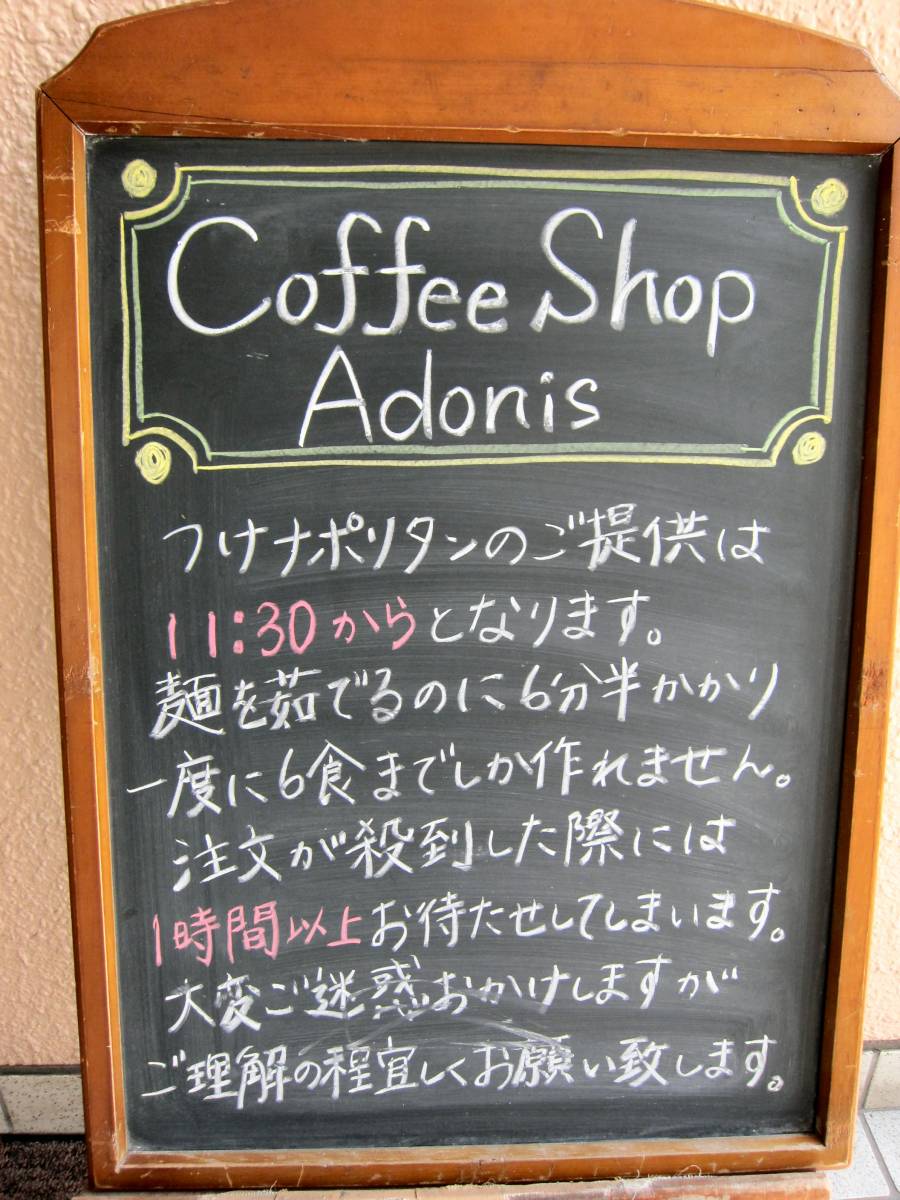 Coffee Shop
Adonis
つけナポリタンのご提供は
11:30からとなります。
麺を茹でるのに6分半かかり
一度に6食までしか作れません。
注文が殺到した際には
1時間以上お待たせしてしまいます。
大変ご迷惑おかけしますが
ご理解の程宜しくお願い致します。